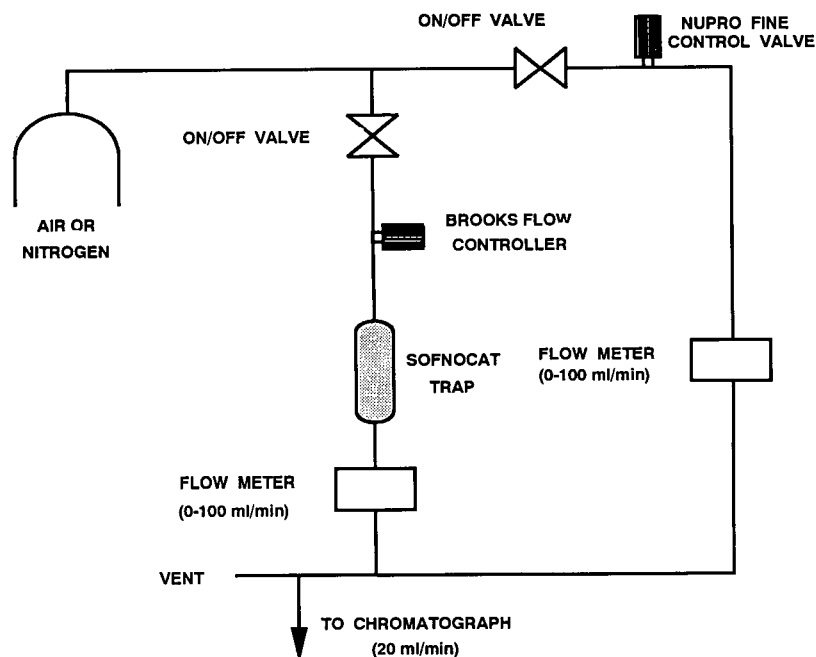 ON/OFF VALVE
NUPRO FINE
CONTROL VALVE
ON/OFF VALVE
AIR OR
NITROGEN
BROOKS FLOW
CONTROLLER
SOFNOCAT
TRAP
FLOW METER
(0-100 ml/min)
FLOW METER
(0-100 ml/min)
VENT
TO CHROMATOGRAPH
(20 ml/min)